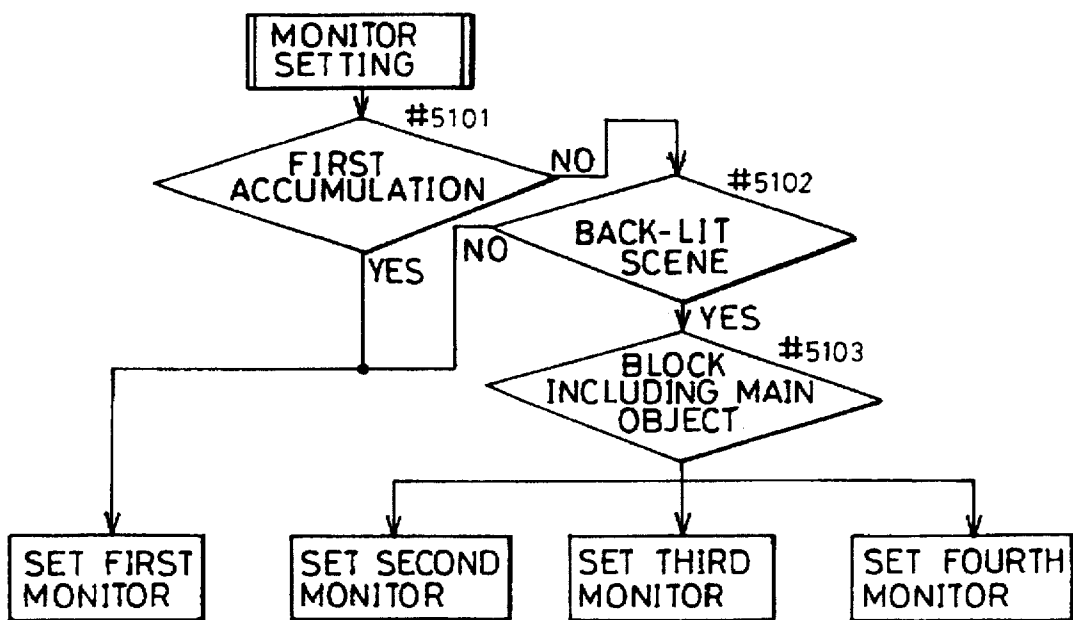 MONITOR
SETTING
#5101
FIRST
ACCUMULATION
NO
YES
#5102
BACK-LIT
SCENE
NO
YES
#5103
BLOCK
INCLUDING MAIN
OBJECT
SET FIRST
MONITOR
SET SECOND
MONITOR
SET THIRD
MONITOR
SET FOURTH
MONITOR